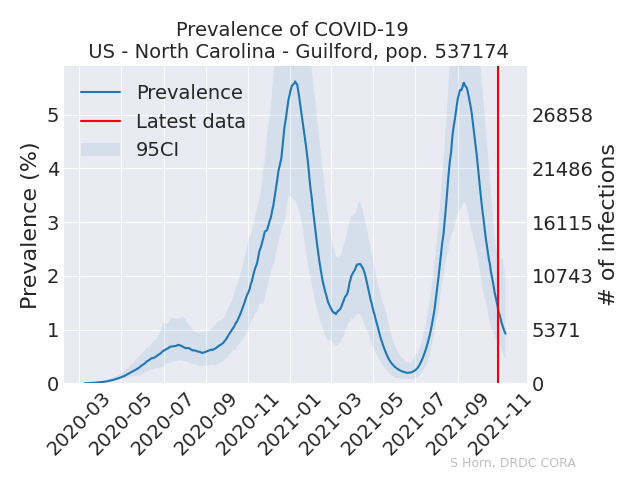 Prevalence of COVID-19
US - North Carolina - Guilford, pop. 537174
Prevalence
Latest data
95CI
Prevalence (%)
5
4
3
2
1
0
26858
21486
16115
10743
5371
0
# of infections
2020-03
2020-05
2020-07
2020-09
2020-11
2021-01
2021-03
2021-05
2021-07
2021-09
2021-11
S Horn, DRDC CORA